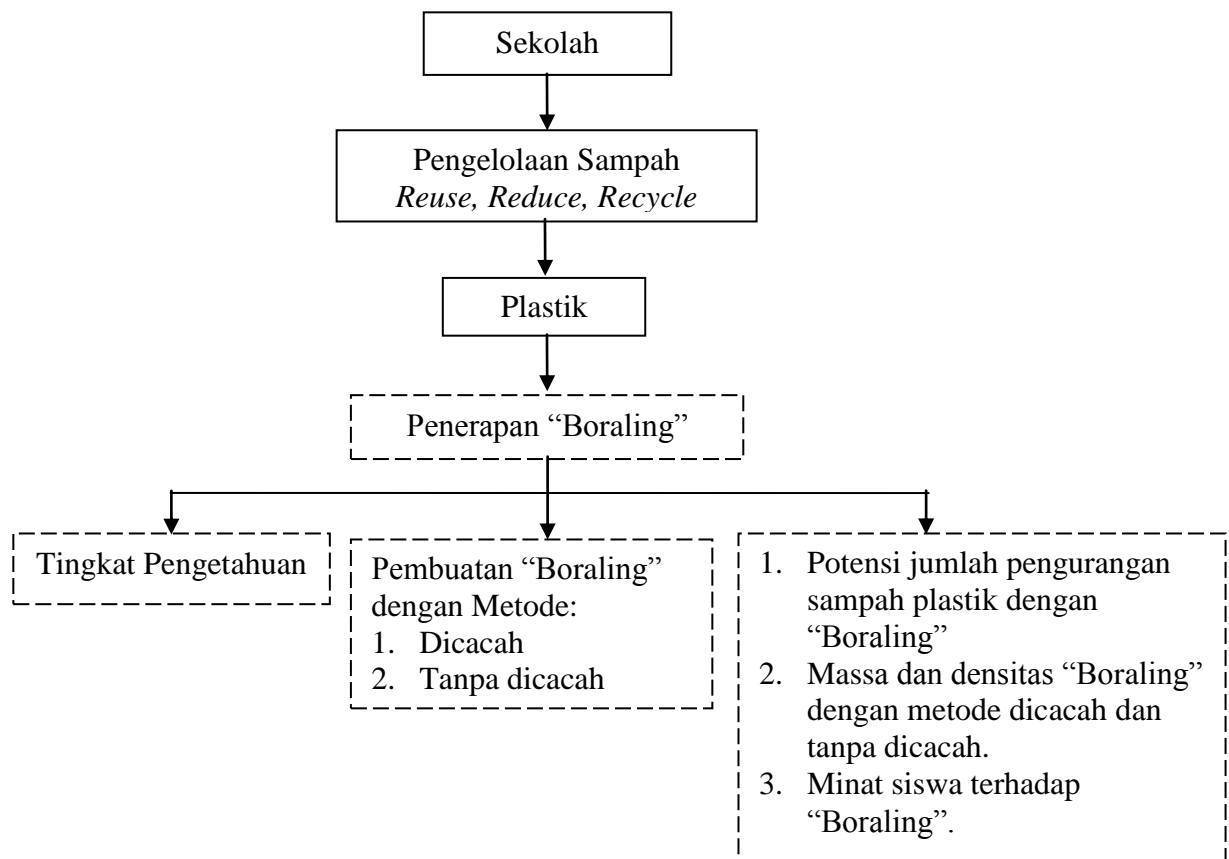 Sekolah
Pengelolaan Sampah
Reuse, Reduce, Recycle
Plastik
Penerapan “Boraling”
Tingkat Pengetahuan
Pembuatan “Boraling”
dengan Metode:
1. Dicacah
2. Tanpa dicacah
1. Potensi jumlah pengurangan
sampah plastik dengan
“Boraling”
2. Massa dan densitas “Boraling”
dengan metode dicacah dan
tanpa dicacah.
3. Minat siswa terhadap
“Boraling”.